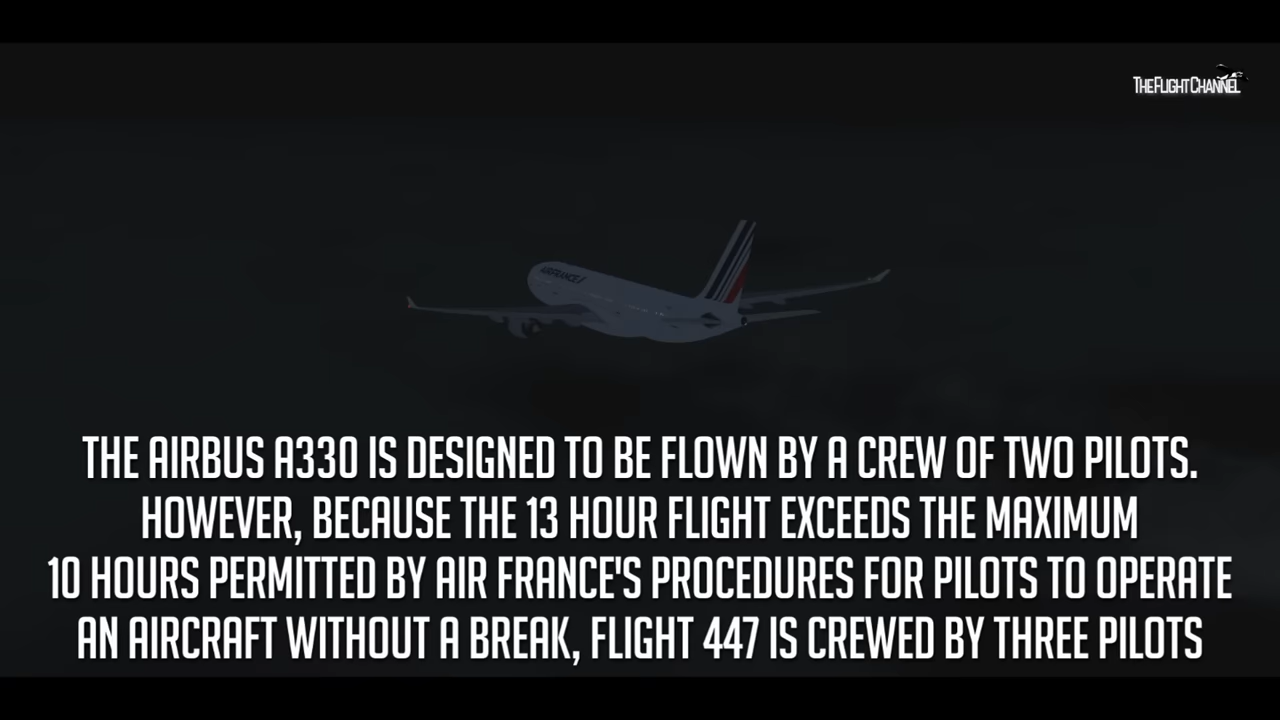 THEFLIGHTCHANNEL
AIRFRANCE
THE AIRBUS A330 IS DESIGNED TO BE FLOWN BY A CREW OF TWO PILOTS.
HOWEVER, BECAUSE THE 13 HOUR FLIGHT EXCEEDS THE MAXIMUM
10 HOURS PERMITTED BY AIR FRANCE'S PROCEDURES FOR PILOTS TO OPERATE
AN AIRCRAFT WITHOUT A BREAK, FLIGHT 447 IS CREWED BY THREE PILOTS